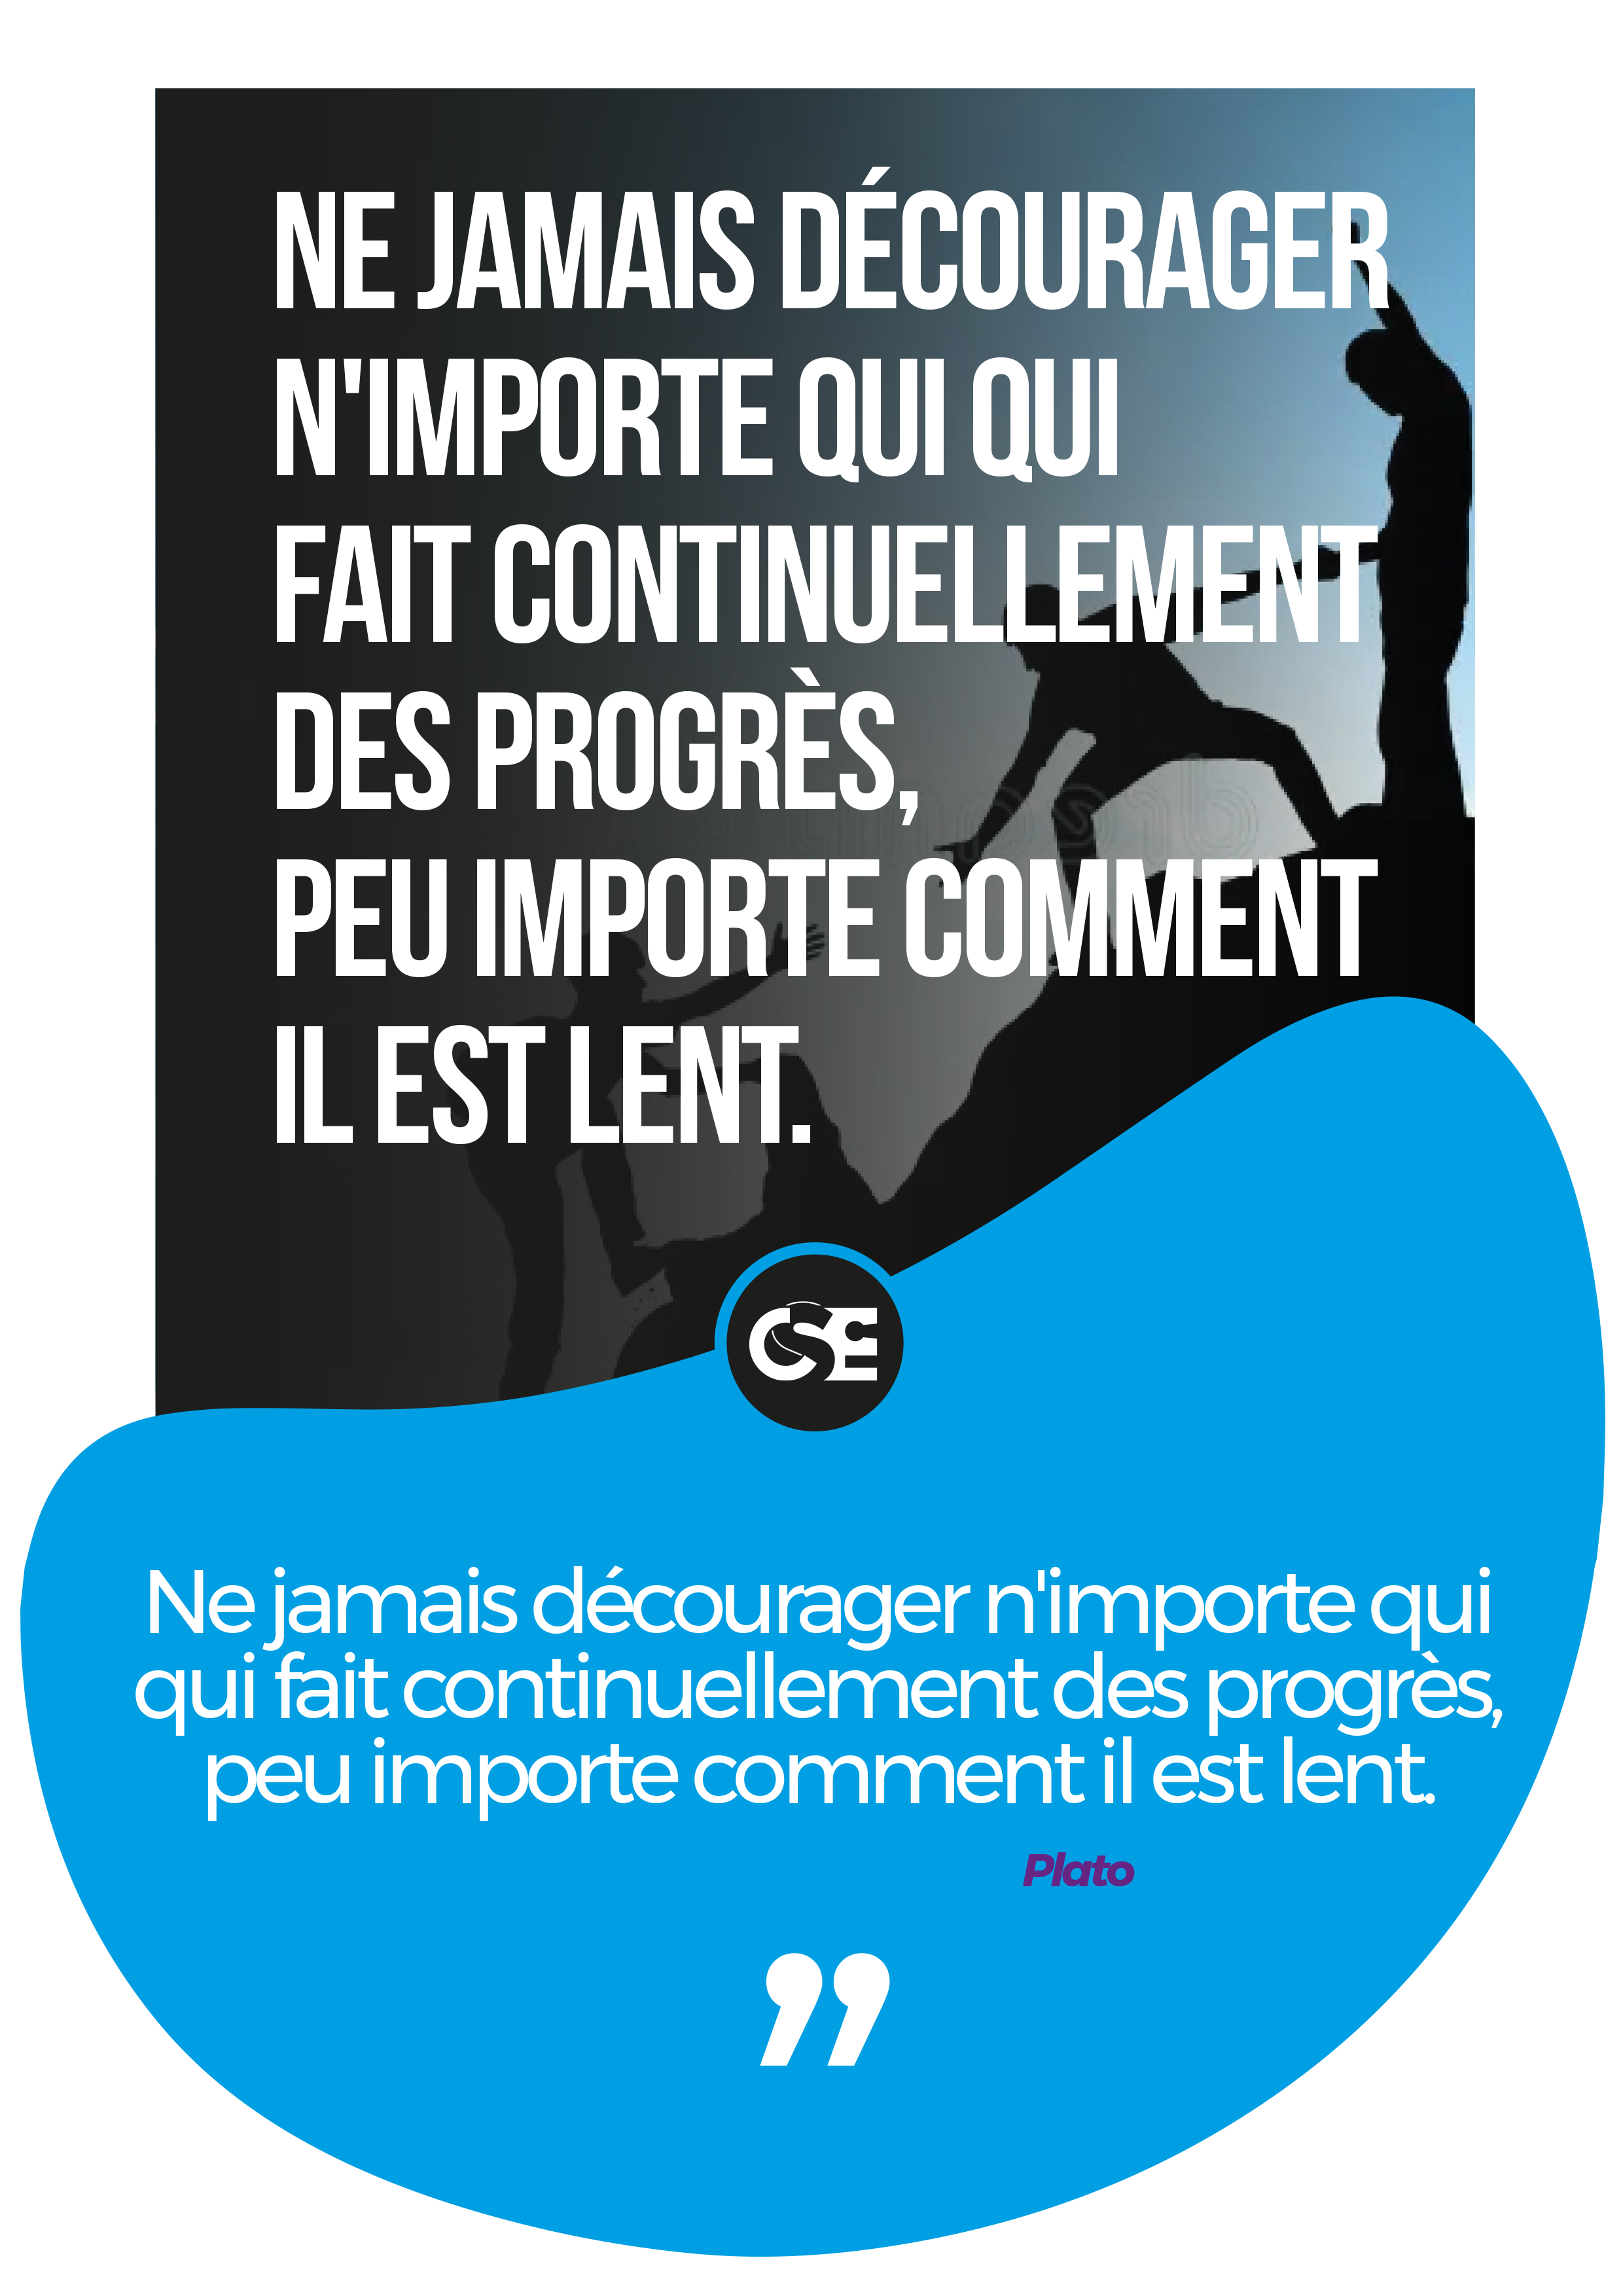 NE JAMAIS DÉCOURAGER
N'IMPORTE QUI QUI
FAIT CONTINUELLEMENT
DES PROGRÈS,
PEU IMPORTE COMMENT
IL EST LENT.
CSE
Ne jamais décourager n'importe qui
qui fait continuellement des progrès,
peu importe comment il est lent.
Plato
”